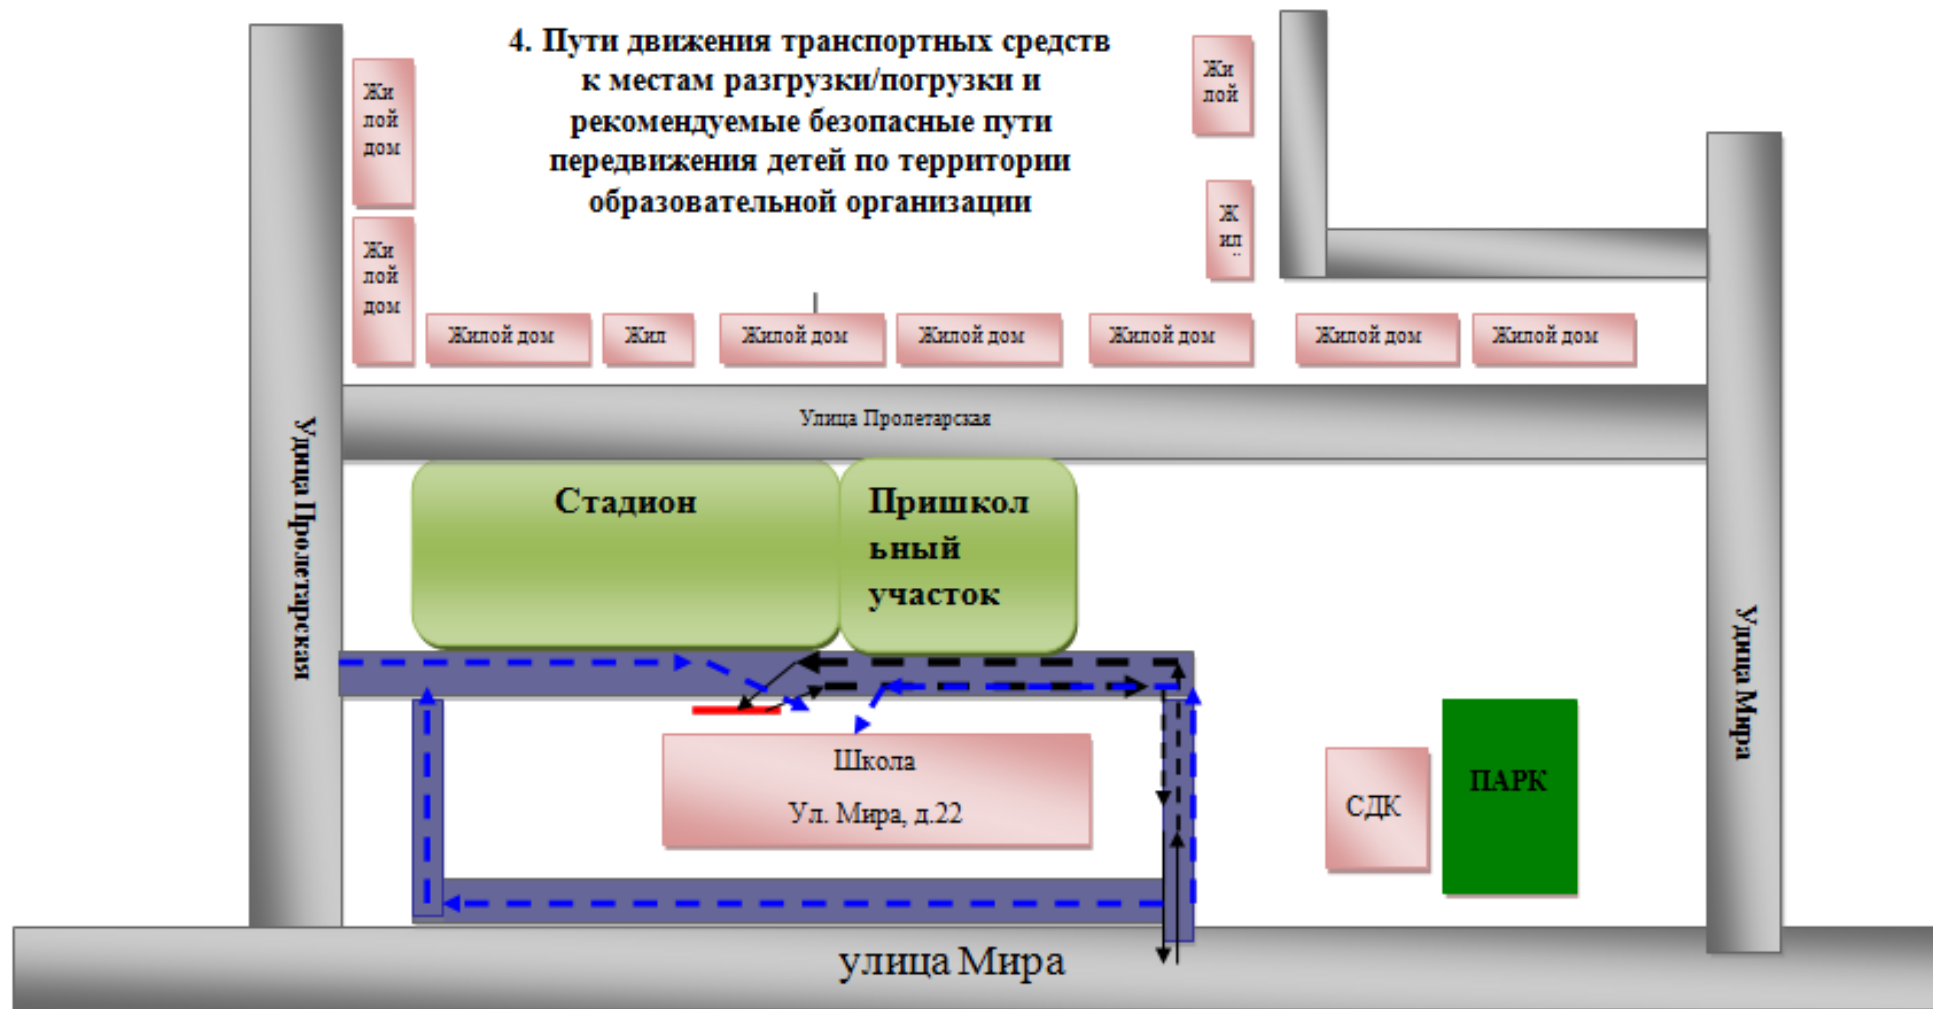 4. Пути движения транспортных средств
к местам разгрузки/погрузки и
рекомендуемые безопасные пути
передвижения детей по территории
образовательной организации
Жи
лой
дом
Жи
лой
дом
Жи
лой
Ж
ил
Жилой дом
Жил
Жилой дом
Жилой дом
Жилой дом
Жилой дом
Жилой дом
Улица Пролетарская
Улица Пролетарская
Стадион
Пришкол
ьный
участок
Школа
Ул. Мира, д.22
СДК
ПАРК
Улица Мира
улица Мира